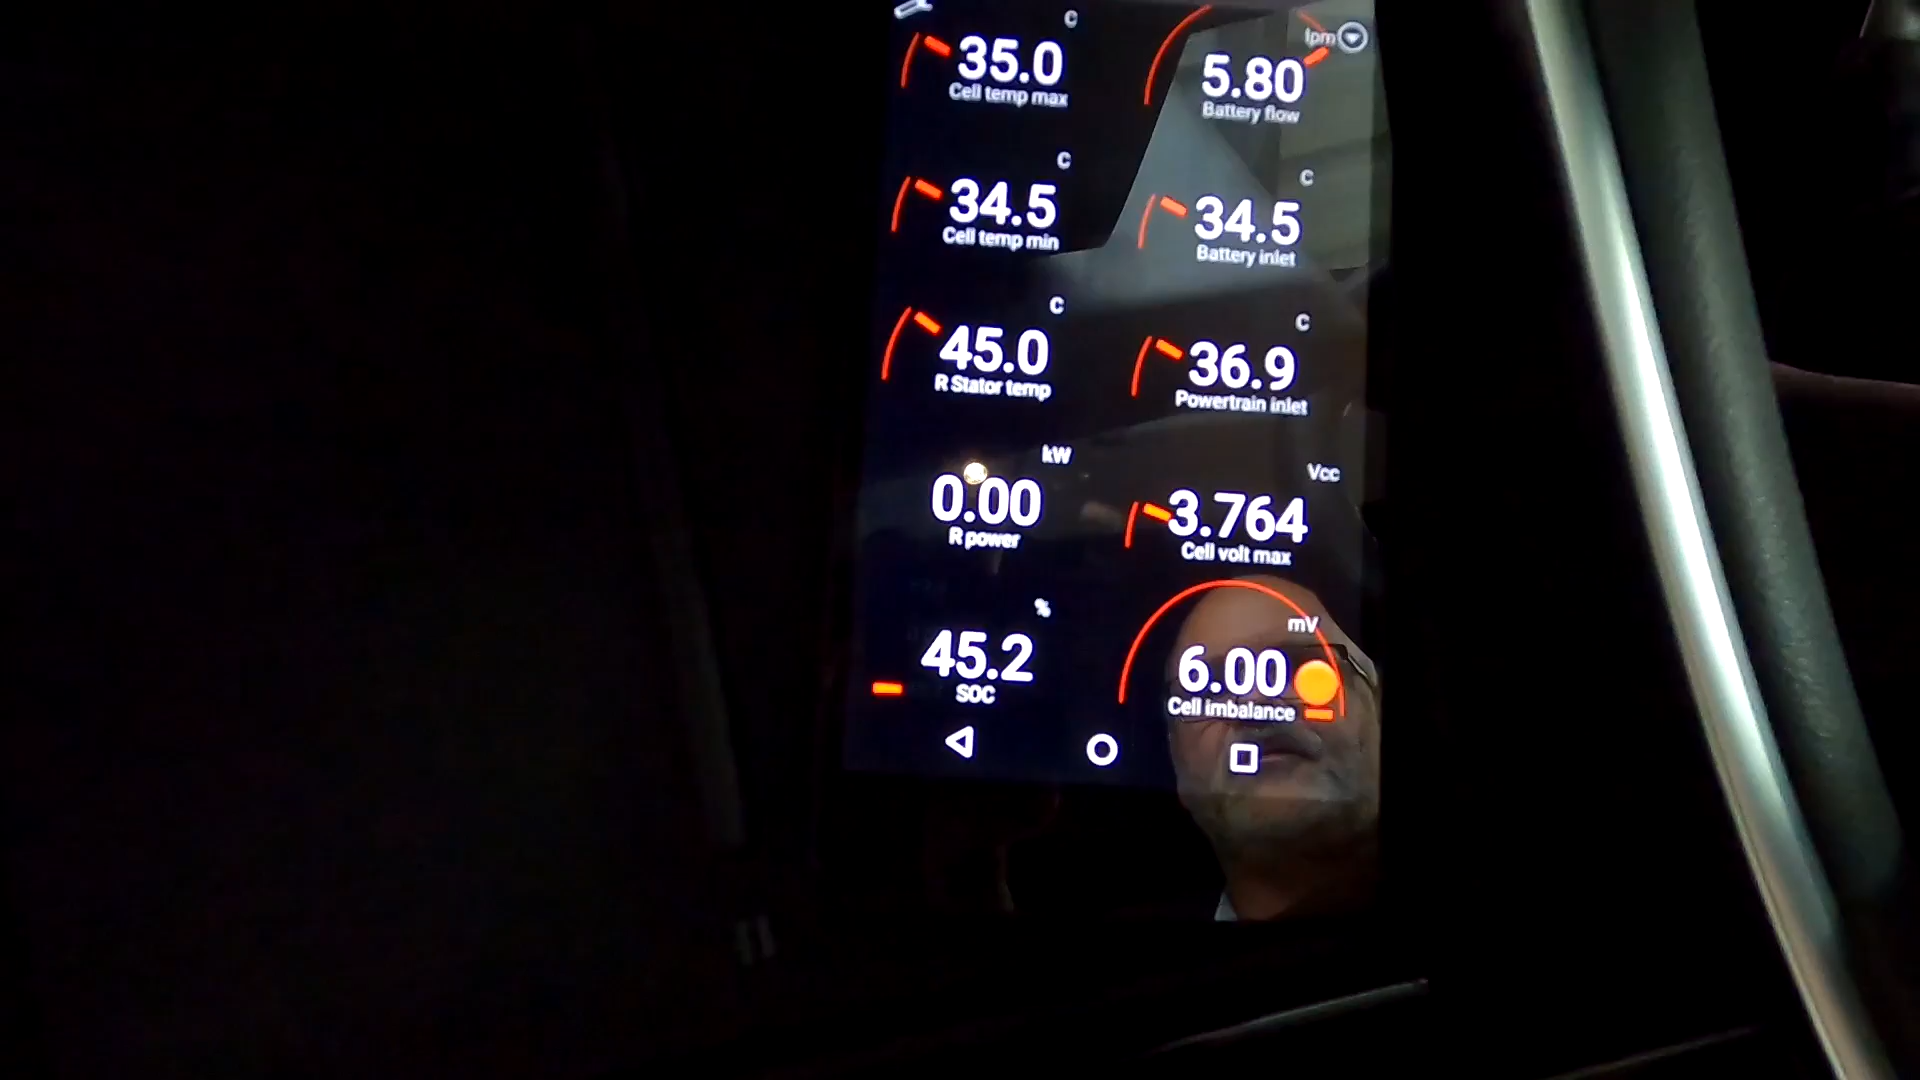 C
35.0
Cell temp max
lpm
5.80
Battery flow
C
34.5
Cell temp min
C
34.5
Battery inlet
C
45.0
R Stator temp
C
36.9
Powertrain inlet
kW
0.00
R power
Vcc
3.764
Cell volt max
%
45.2
SOC
mV
6.00
Cell imbalance